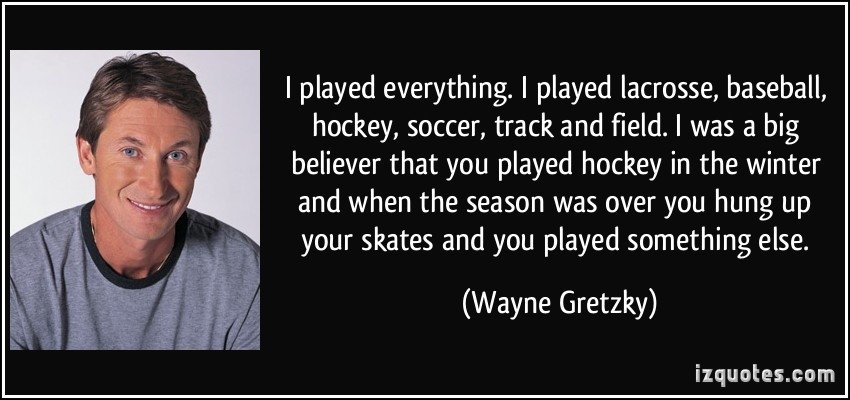 I played everything. I played lacrosse, baseball,
hockey, soccer, track and field. I was a big
believer that you played hockey in the winter
and when the season was over you hung up
your skates and you played something else.
(Wayne Gretzky)
izquotes.com